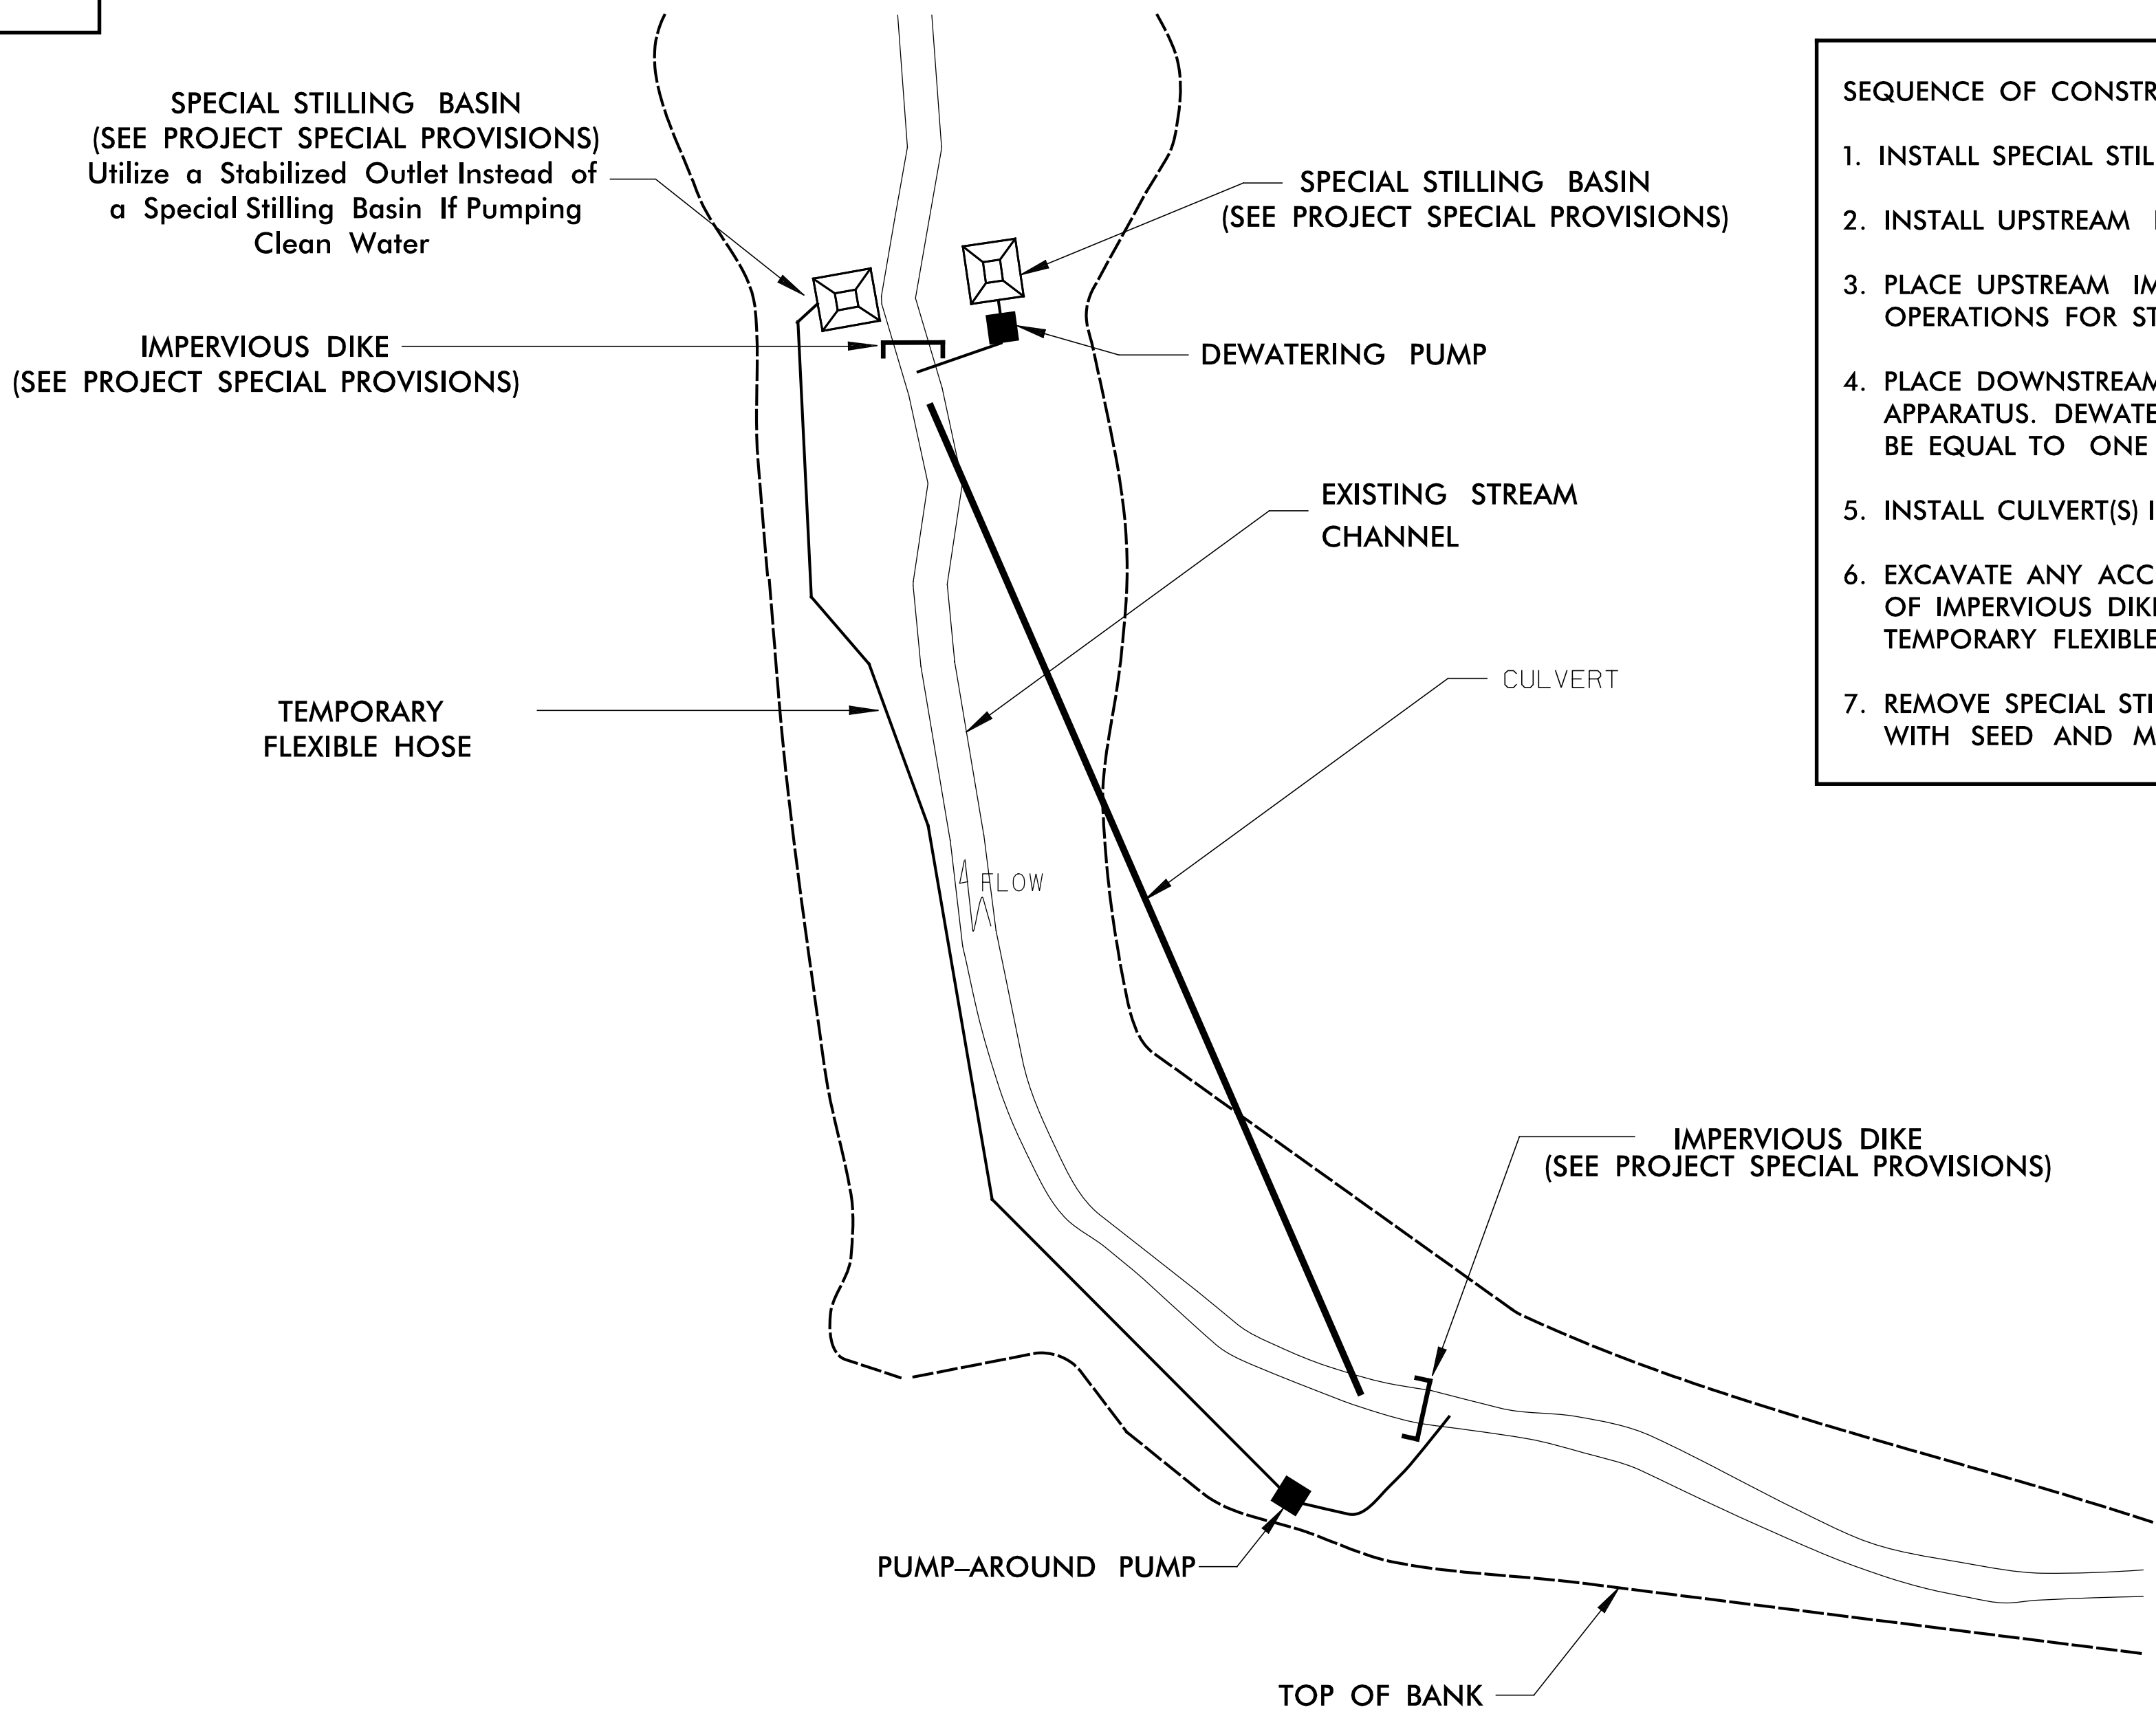 SPECIAL STILLING BASIN
(SEE PROJECT SPECIAL PROVISIONS)
Utilize a Stabilized Outlet Instead of
a Special Stilling Basin If Pumping
Clean Water
SPECIAL STILLING BASIN
(SEE PROJECT SPECIAL PROVISIONS)
IMPERVIOUS DIKE
(SEE PROJECT SPECIAL PROVISIONS)
DEWATERING PUMP
EXISTING STREAM
CHANNEL
CULVERT
TEMPORARY
FLEXIBLE HOSE
FLOW
IMPERVIOUS DIKE
(SEE PROJECT SPECIAL PROVISIONS)
PUMP–AROUND PUMP
TOP OF BANK
SEQUENCE OF
1. INSTALL SPECIAL
2. INSTALL UPSTREAM
3. PLACE UPSTREAM
OPERATIONS FOR
4. PLACE DOWNSTREAM
APPARATUS.
BE EQUAL TO ONE
5. INSTALL CULVERT(S)
6. EXCAVATE ANY
OF IMPERVIOUS
TEMPORARY FLEXIBLE
7. REMOVE SPECIAL
WITH SEED AND